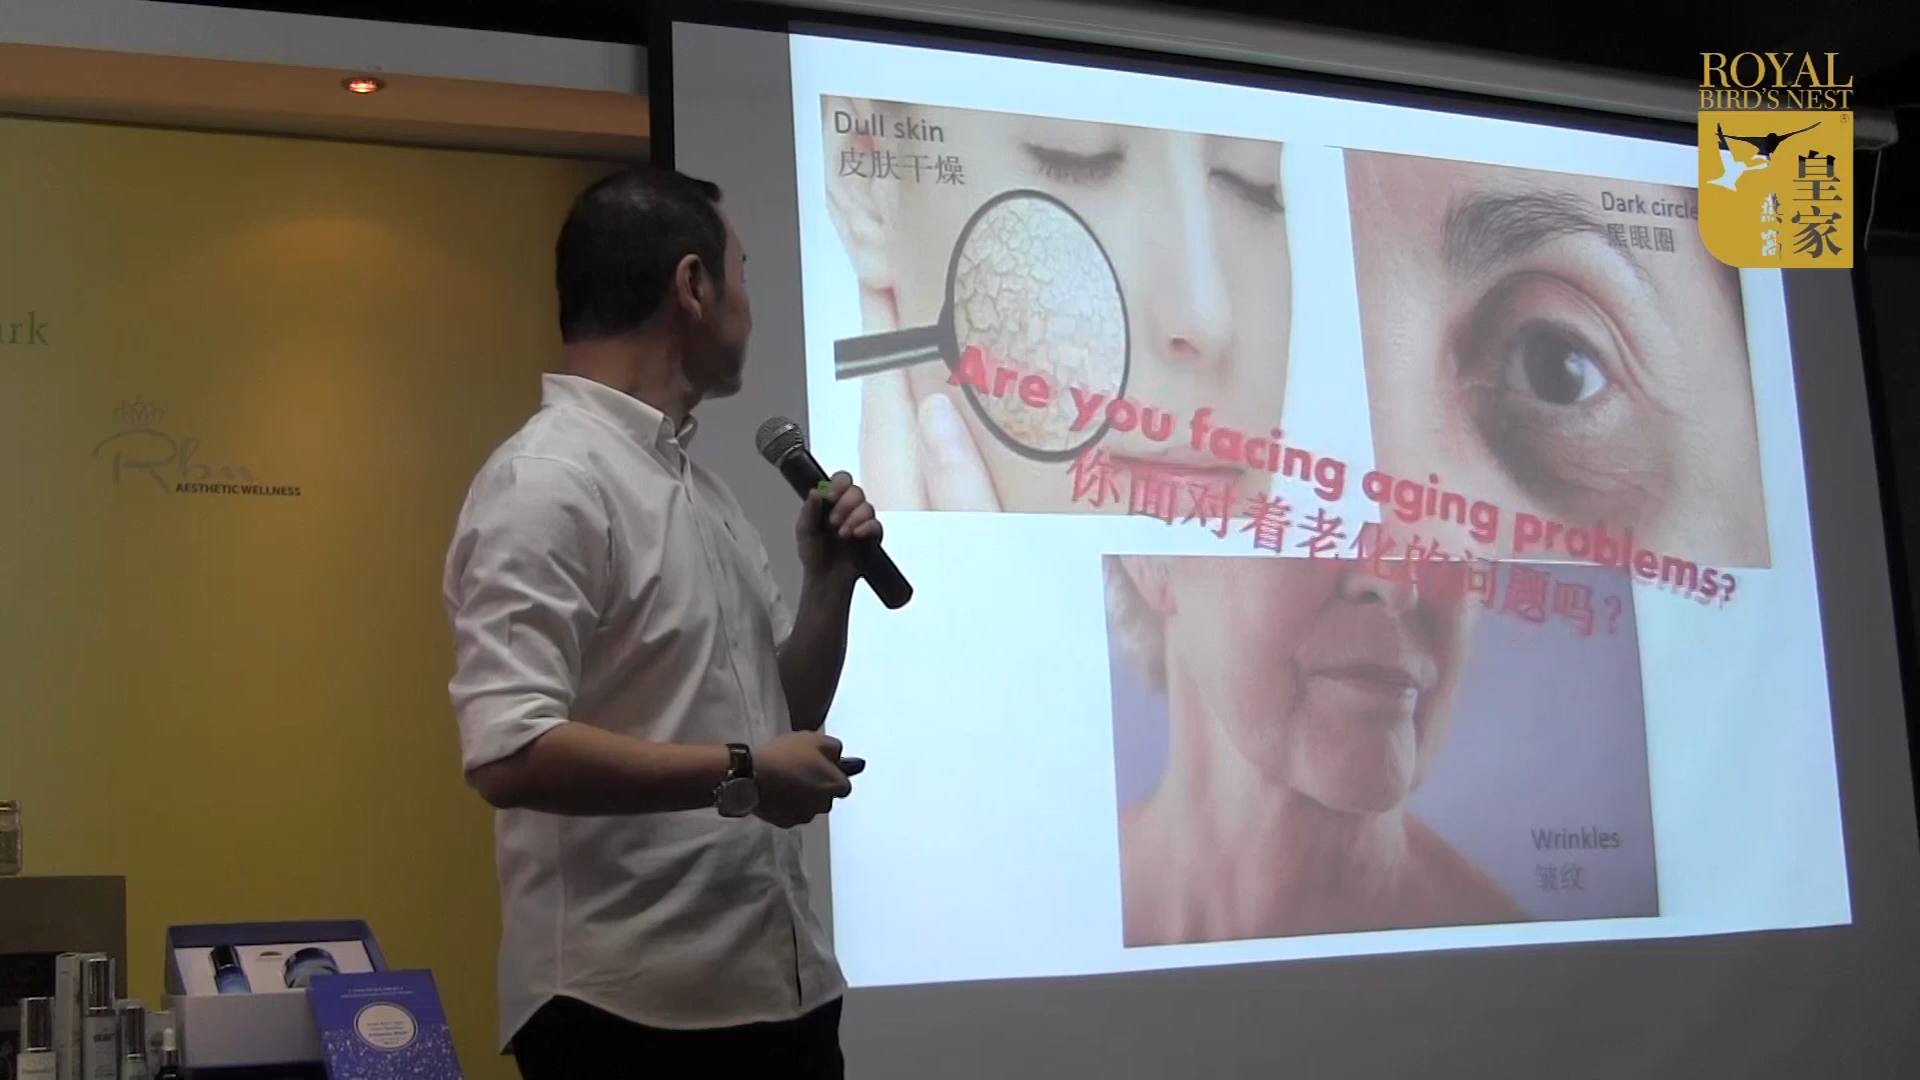 ROYAL
BIRD'S NEST
®
皇家
燕窝
Dull skin
皮肤干燥
Dark circle
黑眼圈
Are you facing aging problems?
你面对着老化的问题吗？
Wrinkles
皱纹
ark
Rbn
AESTHETIC WELLNESS